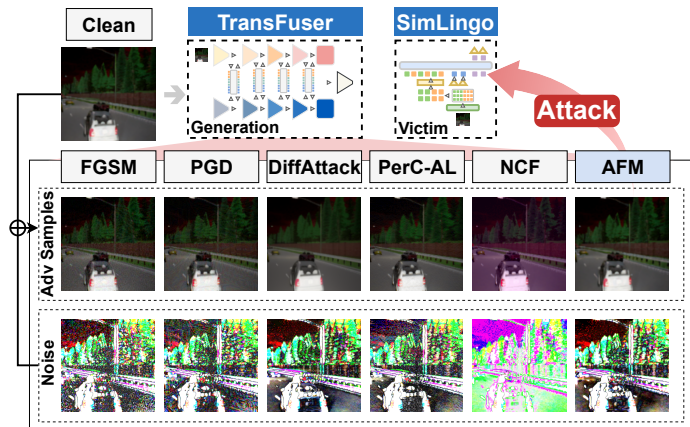 Clean
TransFuser
SimLingo
Generation
Victim
Attack
FGSM
PGD
DiffAttack
PerC-AL
NCF
AFM
Adv Samples
Noise